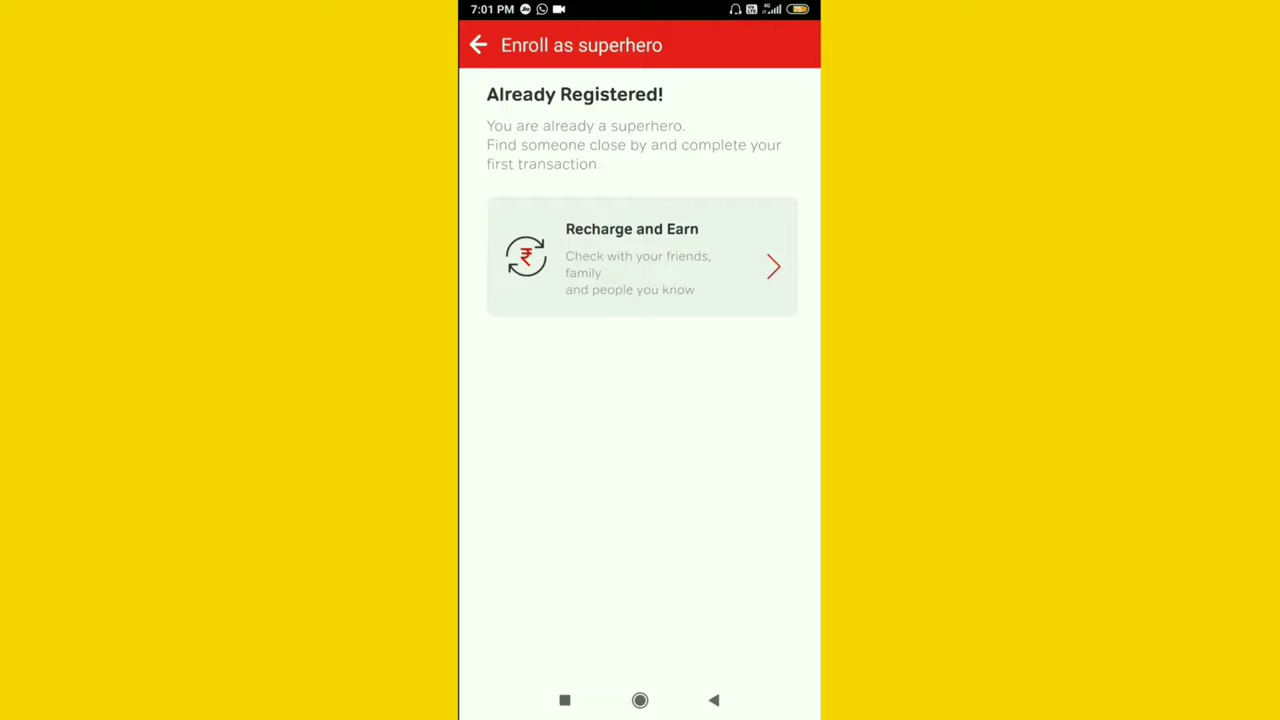 7:01 PM
Enroll as superhero
Already Registered!
You are already a superhero.
Find someone close by and complete your
first transaction
Recharge and Earn
Check with your friends,
family
and people you know
₹